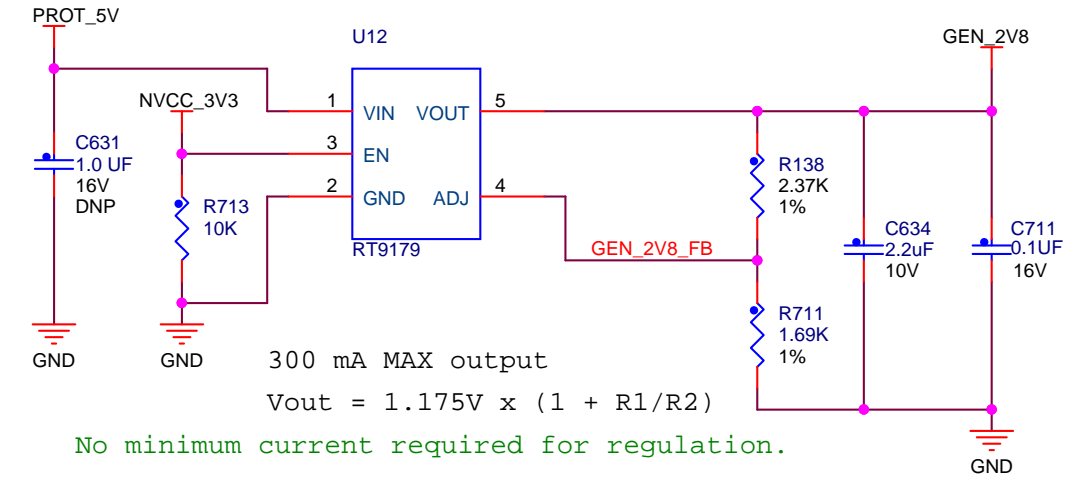 PROT_5V
U12
GEN_2V8
NVCC_3V3
1
VIN
VOUT
5
C631
1.0 UF
16V
DNP
3
EN
R138
2.37K
1%
2
GND
ADJ
4
R713
10K
RT9179
GEN_2V8_FB
C634
2.2uF
10V
C711
0.1UF
16V
R711
1.69K
1%
GND
GND
300 mA MAX output
Vout = 1.175V x (1 + R1/R2)
No minimum current required for regulation.
GND